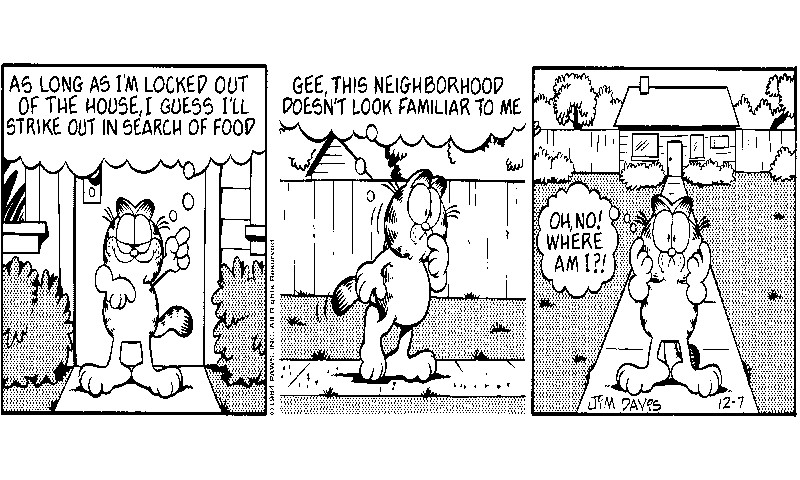 AS LONG AS I'M LOCKED OUT
OF THE HOUSE, I GUESS I'LL
STRIKE OUT IN SEARCH OF FOOD
GEE, THIS NEIGHBORHOOD
DOESN'T LOOK FAMILIAR TO ME
OH, NO!
WHERE
AM I?!
JIM DAVIS 12-7